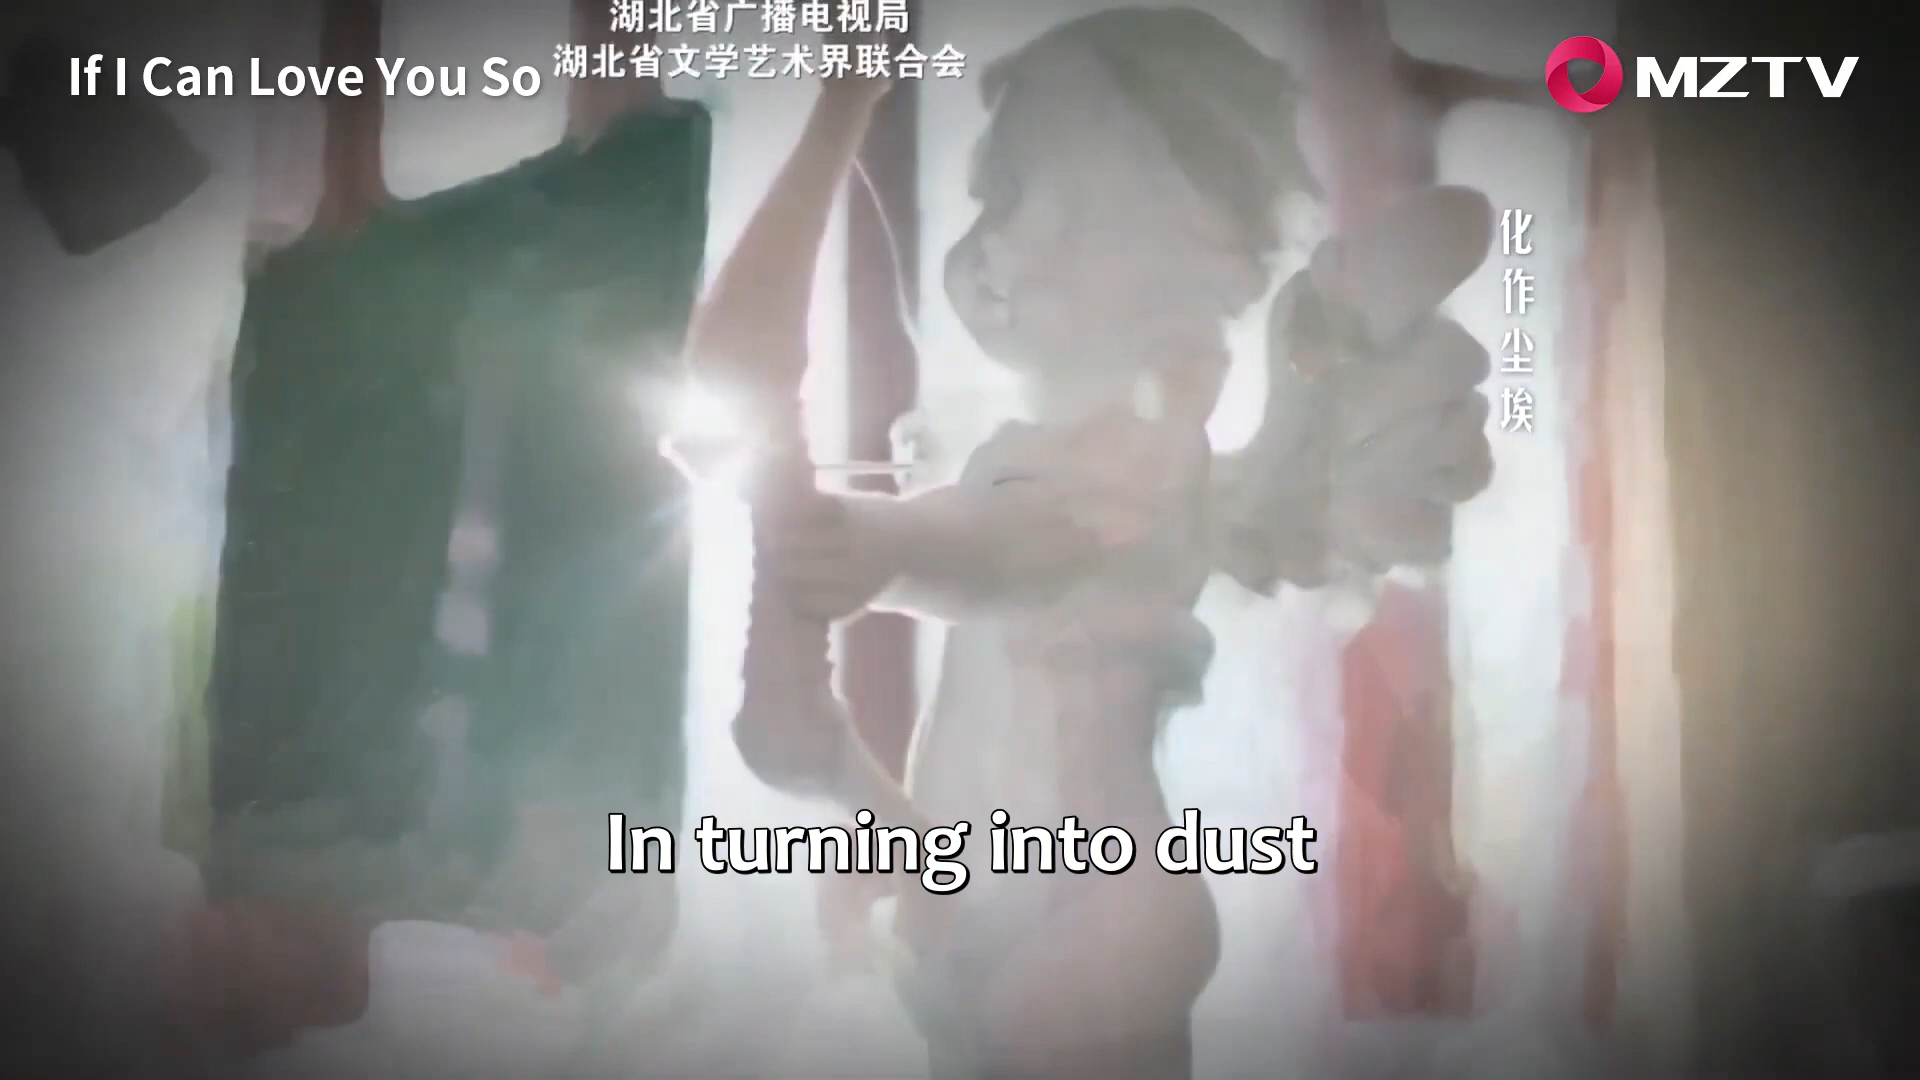 湖北省广播电视局
湖北省文学艺术界联合会
If I Can Love You So
MZTV
化作尘埃
In turning into dust